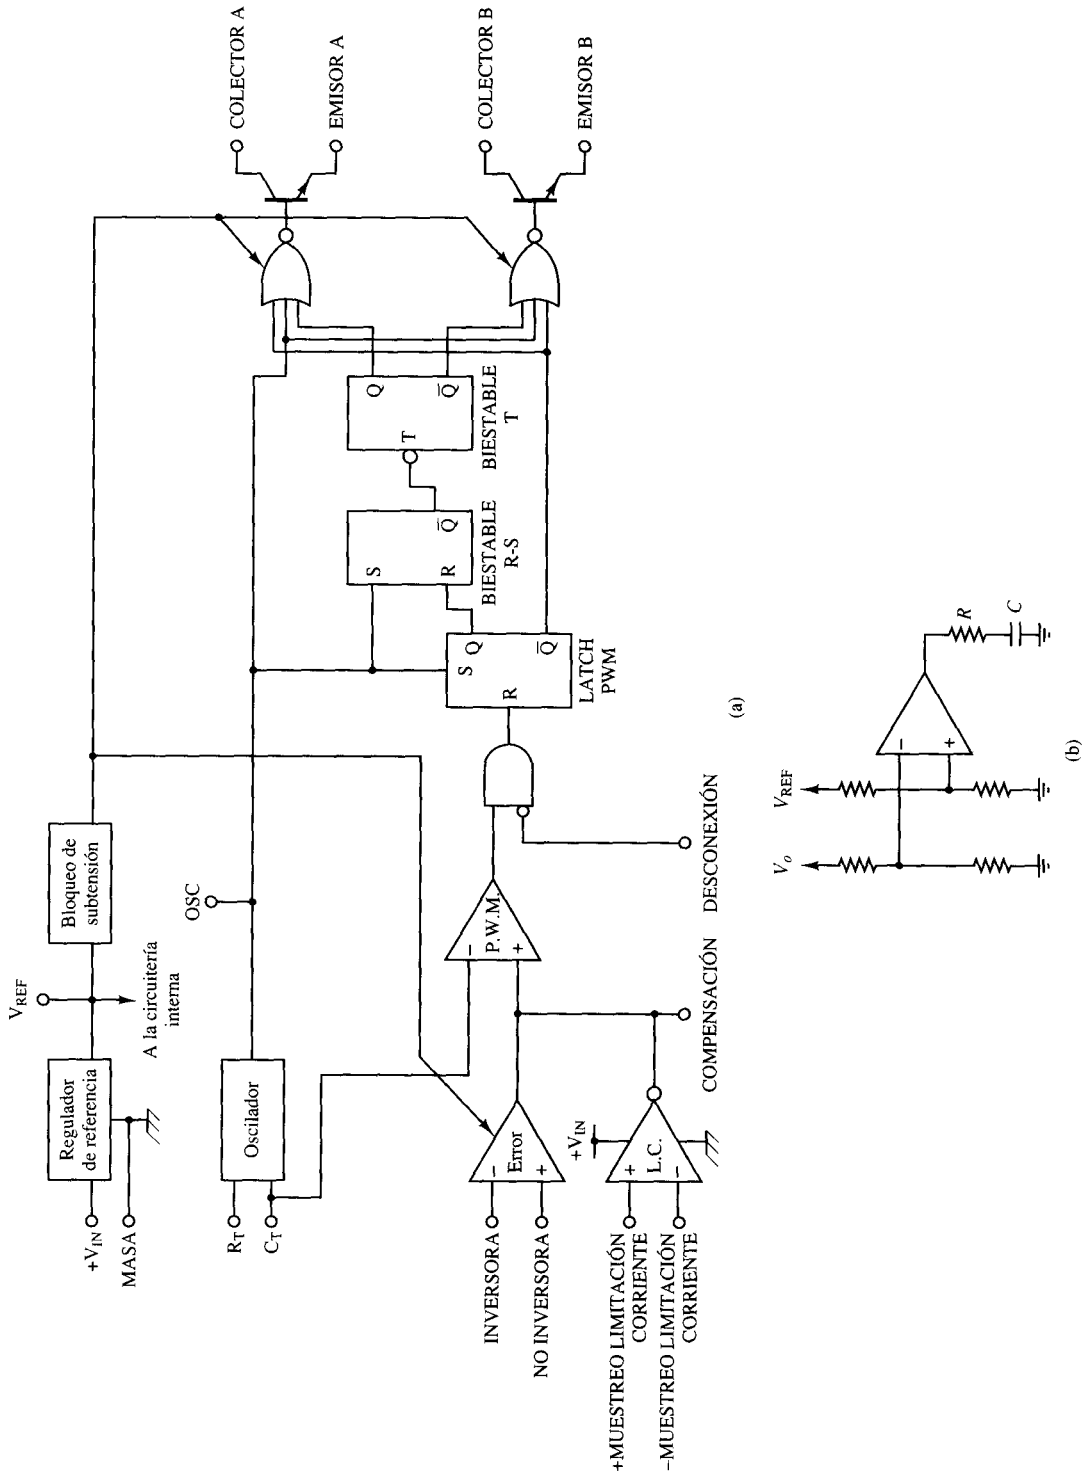 V_REF
+V_IN
MASA
Regulador
de referencia
A la circuitería
interna
Bloqueo de
subtensión
R_T
C_T
Oscilador
OSC
INVERSORA
NO INVERSORA
−
+
Error
+MUESTREO LIMITACIÓN
CORRIENTE
−MUESTREO LIMITACIÓN
CORRIENTE
+V_IN
+
−
L.C.
COMPENSACIÓN
DESCONEXIÓN
−
+
P.W.M.
R
S
Q
Q̅
LATCH
PWM
S
R
Q̅
BIESTABLE
R-S
T
Q
Q̅
BIESTABLE
T
COLECTOR A
EMISOR A
COLECTOR B
EMISOR B
(a)
V_o
V_REF
−
+
R
C
(b)